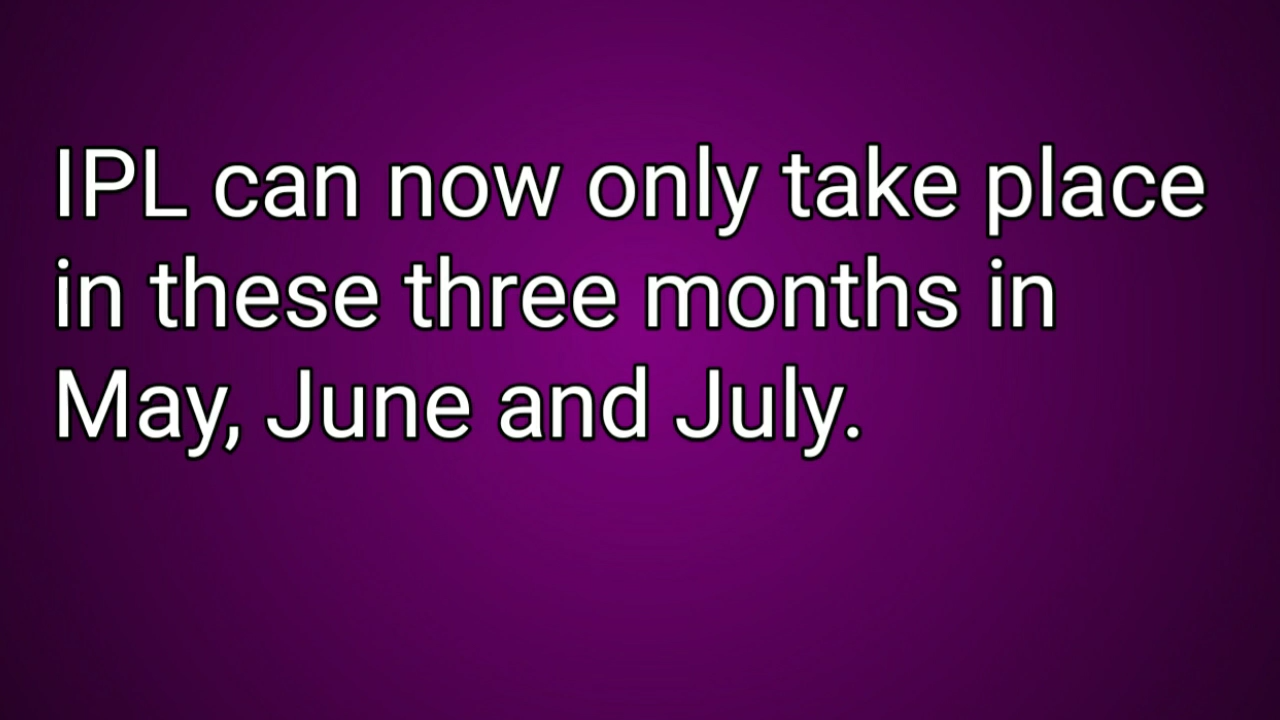 IPL can now only take place
in these three months in
May, June and July.